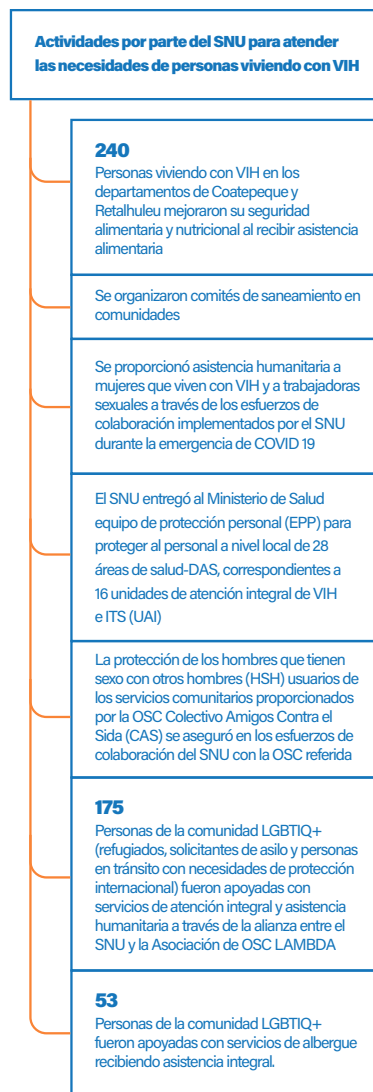 Actividades por parte del SNU para atender
las necesidades de personas viviendo con VIH
240
Personas viviendo con VIH en los
departamentos de Coatepeque y
Retalhuleu mejoraron su seguridad
alimentaria y nutricional al recibir asistencia
alimentaria
Se organizaron comités de saneamiento en
comunidades
Se proporcionó asistencia humanitaria a
mujeres que viven con VIH y a trabajadoras
sexuales a través de los esfuerzos de
colaboración implementados por el SNU
durante la emergencia de COVID 19
El SNU entregó al Ministerio de Salud
equipo de protección personal (EPP) para
proteger al personal a nivel local de 28
áreas de salud-DAS, correspondientes a
16 unidades de atención integral de VIH
e ITS (UAI)
La protección de los hombres que tienen
sexo con otros hombres (HSH) usuarios de
los servicios comunitarios proporcionados
por la OSC Colectivo Amigos Contra el
Sida (CAS) se aseguró en los esfuerzos de
colaboración del SNU con la OSC referida
175
Personas de la comunidad LGBTIQ+
(refugiados, solicitantes de asilo y personas
en tránsito con necesidades de protección
internacional) fueron apoyadas con
servicios de atención integral y asistencia
humanitaria a través de la alianza entre el
SNU y la Asociación de OSC LAMBDA
53
Personas de la comunidad LGBTIQ+
fueron apoyadas con servicios de albergue
recibiendo asistencia integral.